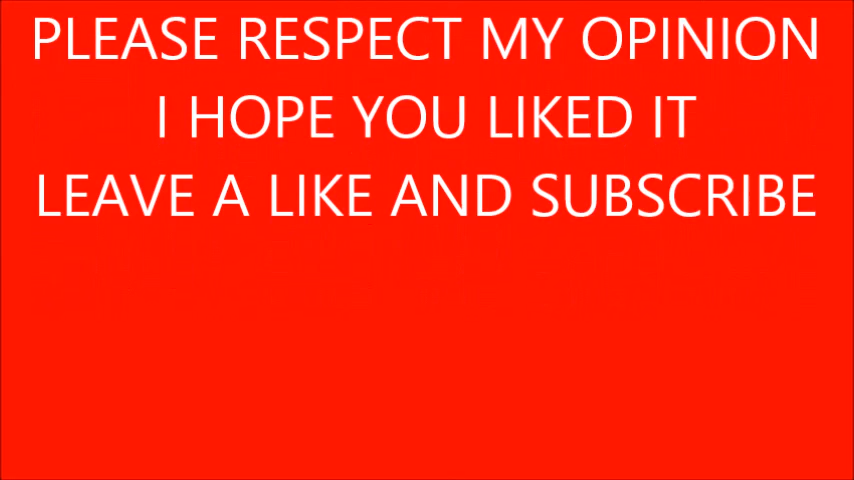 PLEASE RESPECT MY OPINION
I HOPE YOU LIKED IT
LEAVE A LIKE AND SUBSCRIBE